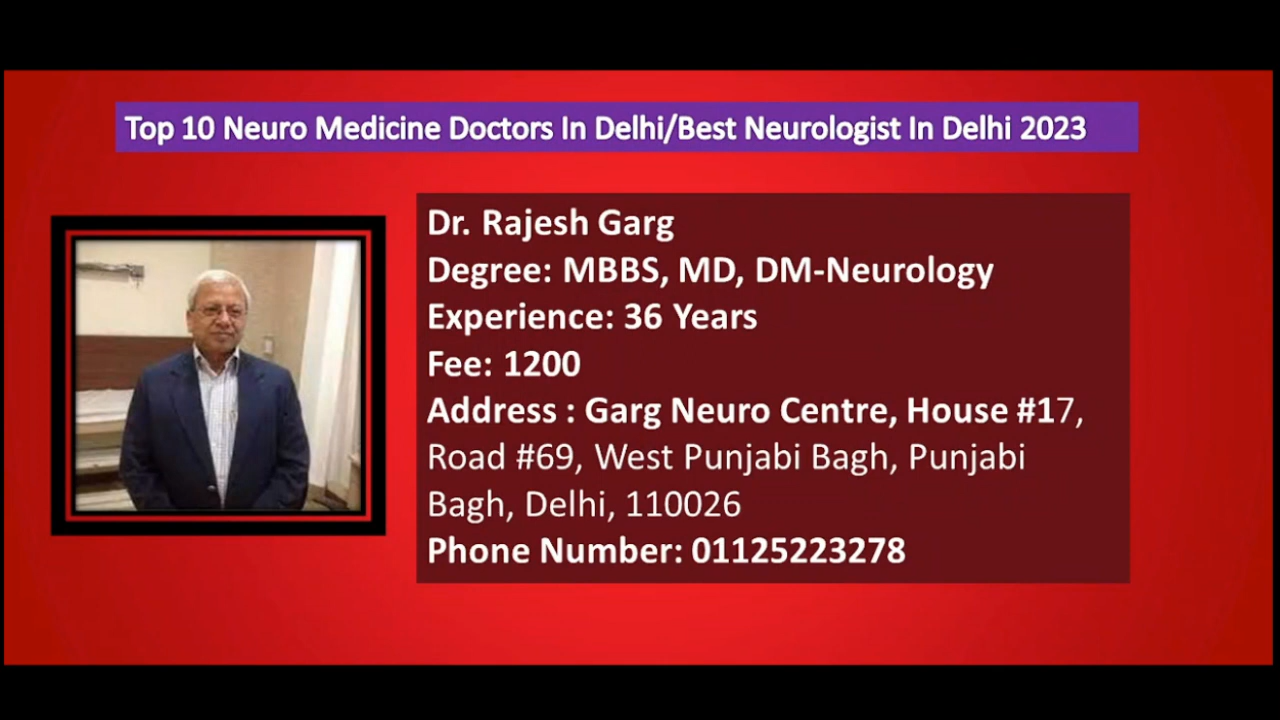 Top 10 Neuro Medicine Doctors In Delhi/Best Neurologist In Delhi 2023
Dr. Rajesh Garg
Degree: MBBS, MD, DM-Neurology
Experience: 36 Years
Fee: 1200
Address : Garg Neuro Centre, House #17,
Road #69, West Punjabi Bagh, Punjabi
Bagh, Delhi, 110026
Phone Number: 01125223278